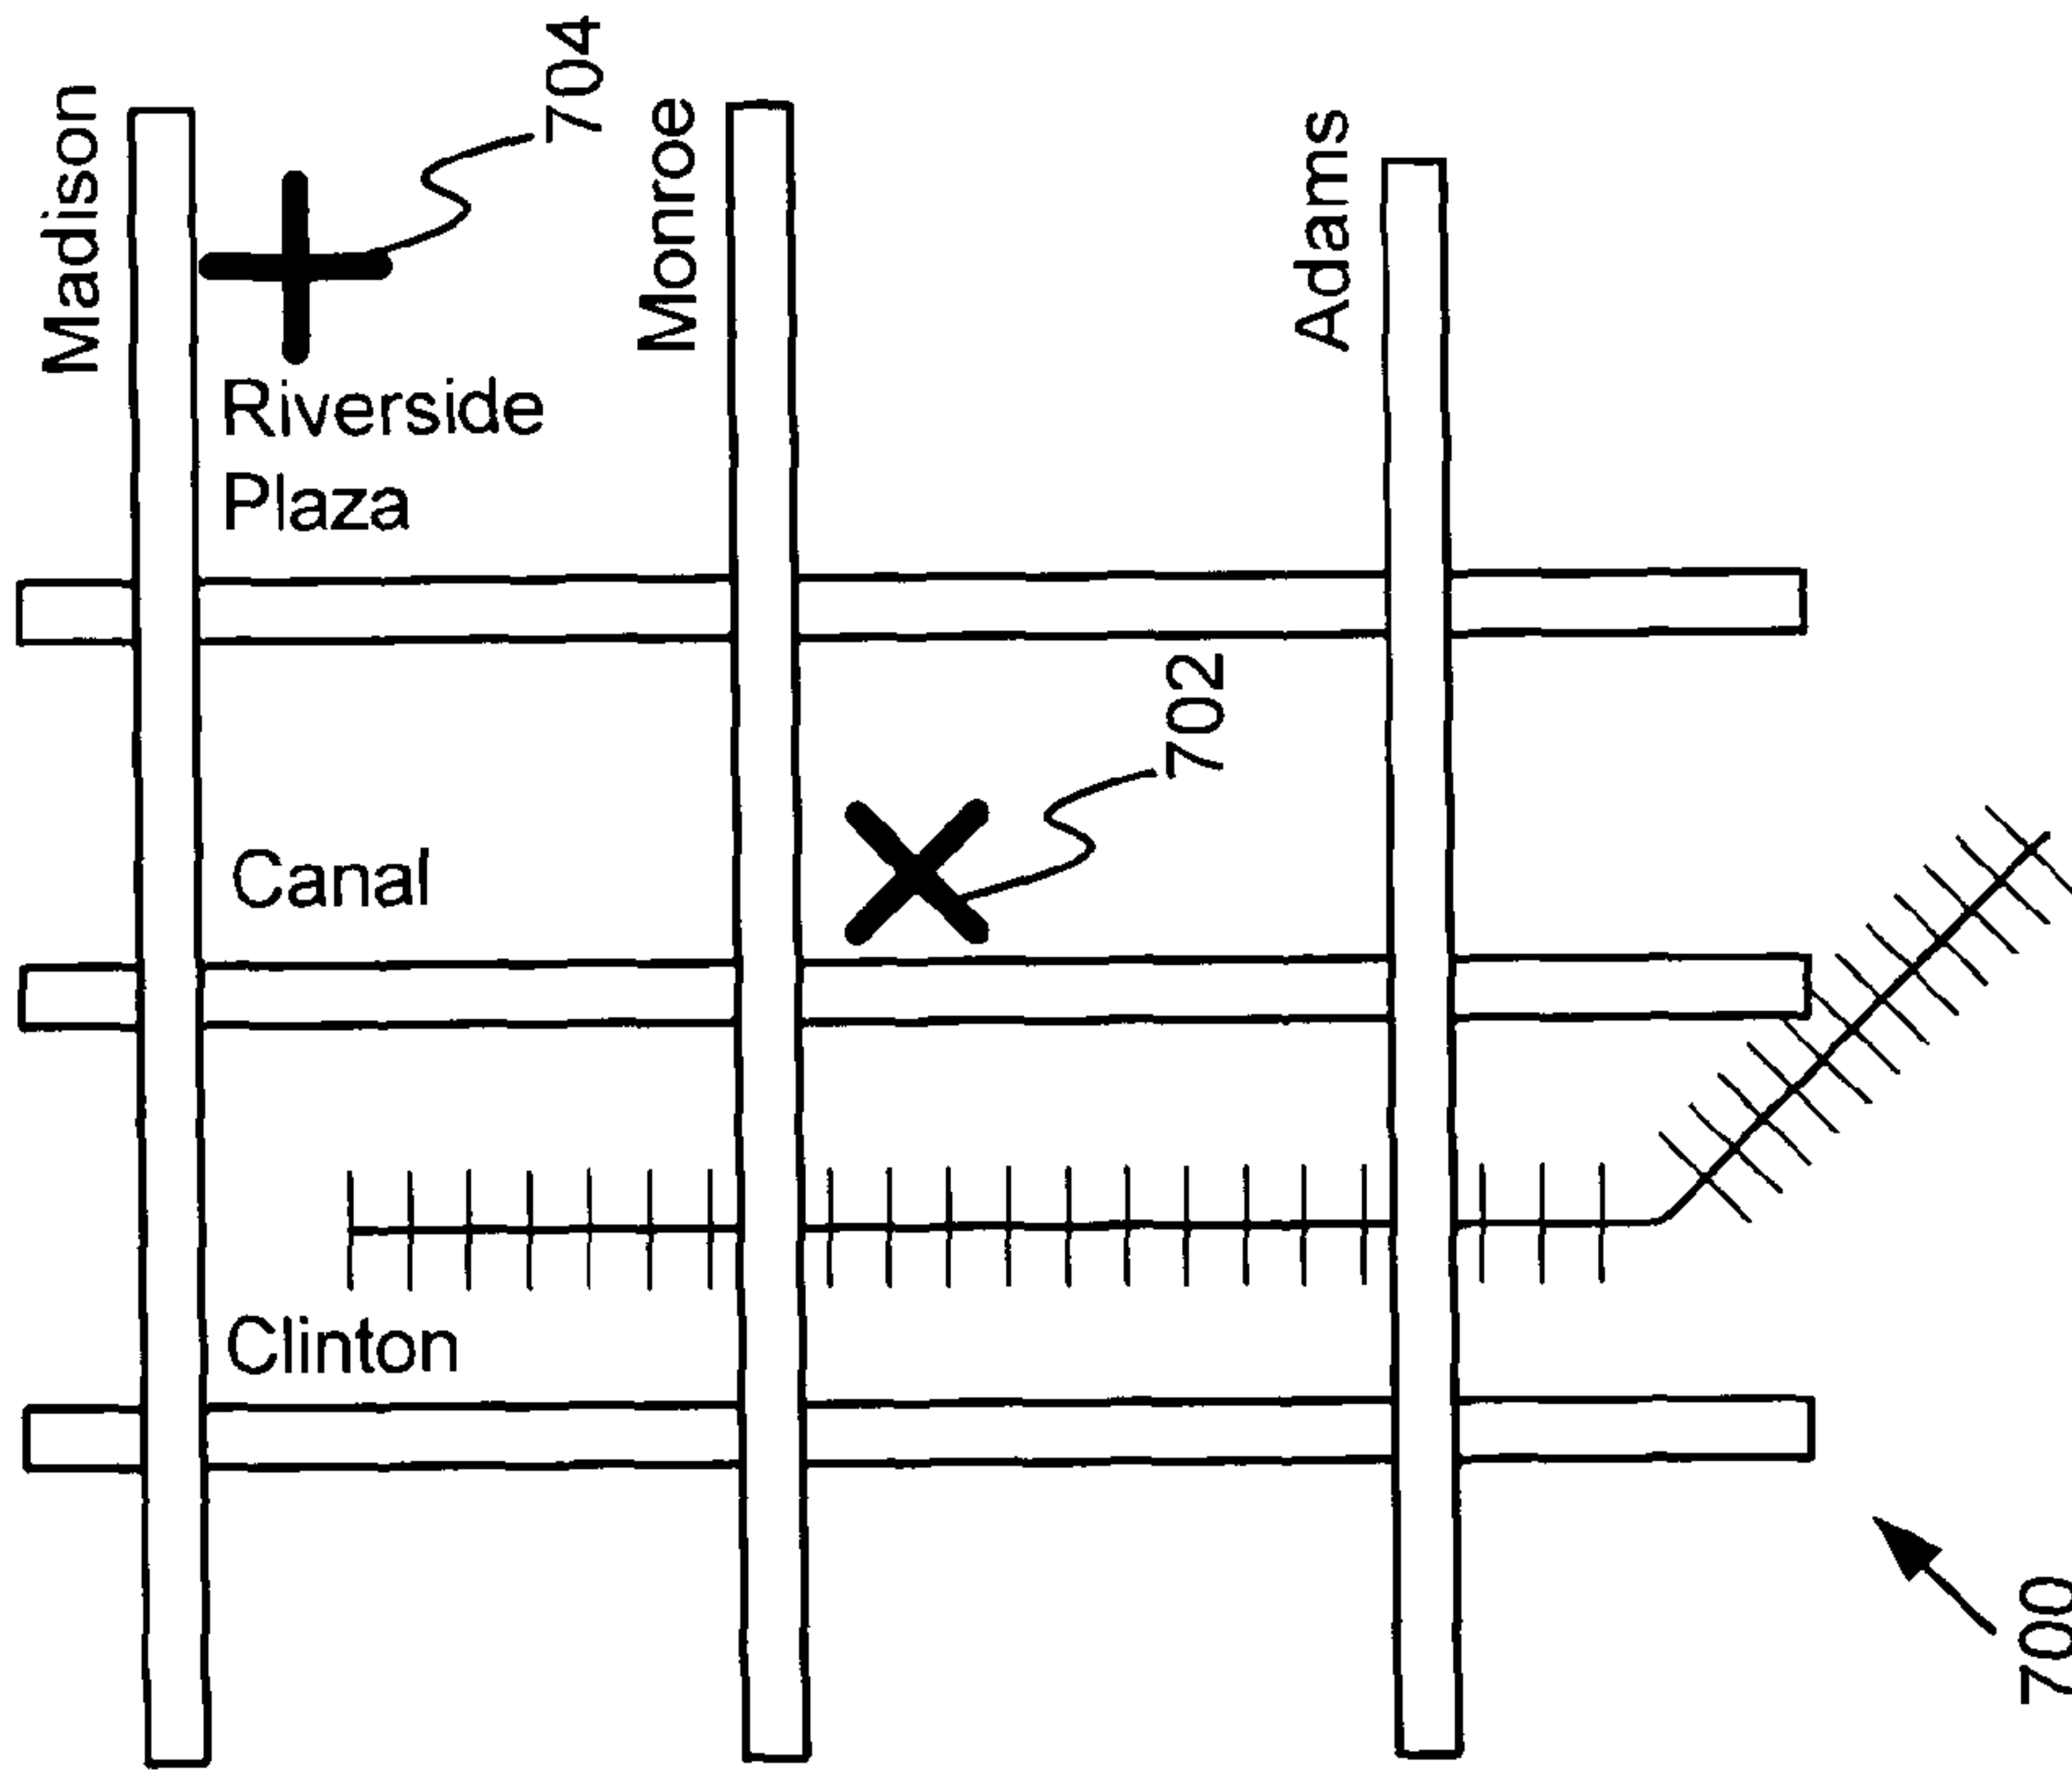 Madison
704
Monroe
Adams
Riverside
Plaza
702
Canal
Clinton
700